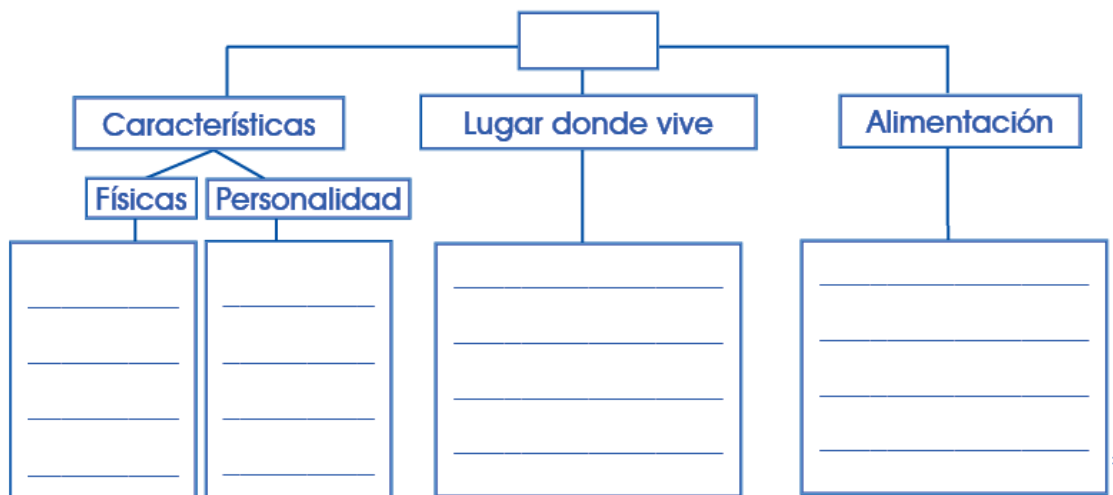 Características
Lugar donde vive
Alimentación
Físicas
Personalidad